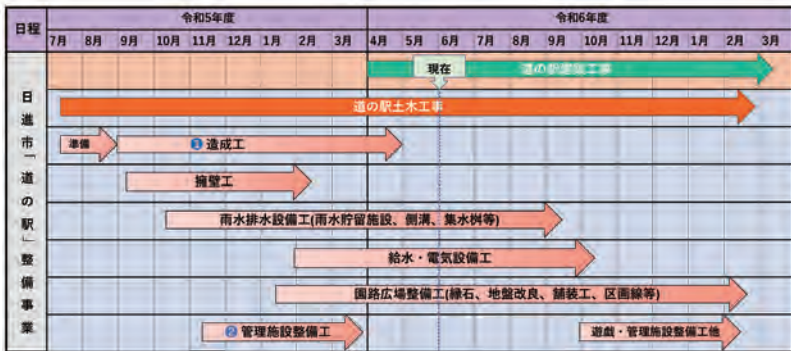 日程
令和5年度
令和6年度
7月 8月 9月 10月 11月 12月 1月 2月 3月 4月 5月 6月 7月 8月 9月 10月 11月 12月 1月 2月 3月
日進市「道の駅」整備事業
現在
道の駅建築工事
道の駅土木工事
準備
❶ 造成工
擁壁工
雨水排水設備工(雨水貯留施設、側溝、集水桝等)
給水・電気設備工
園路広場整備工(縁石、地盤改良、舗装工、区画線等)
❷ 管理施設整備工
遊戯・管理施設整備工他